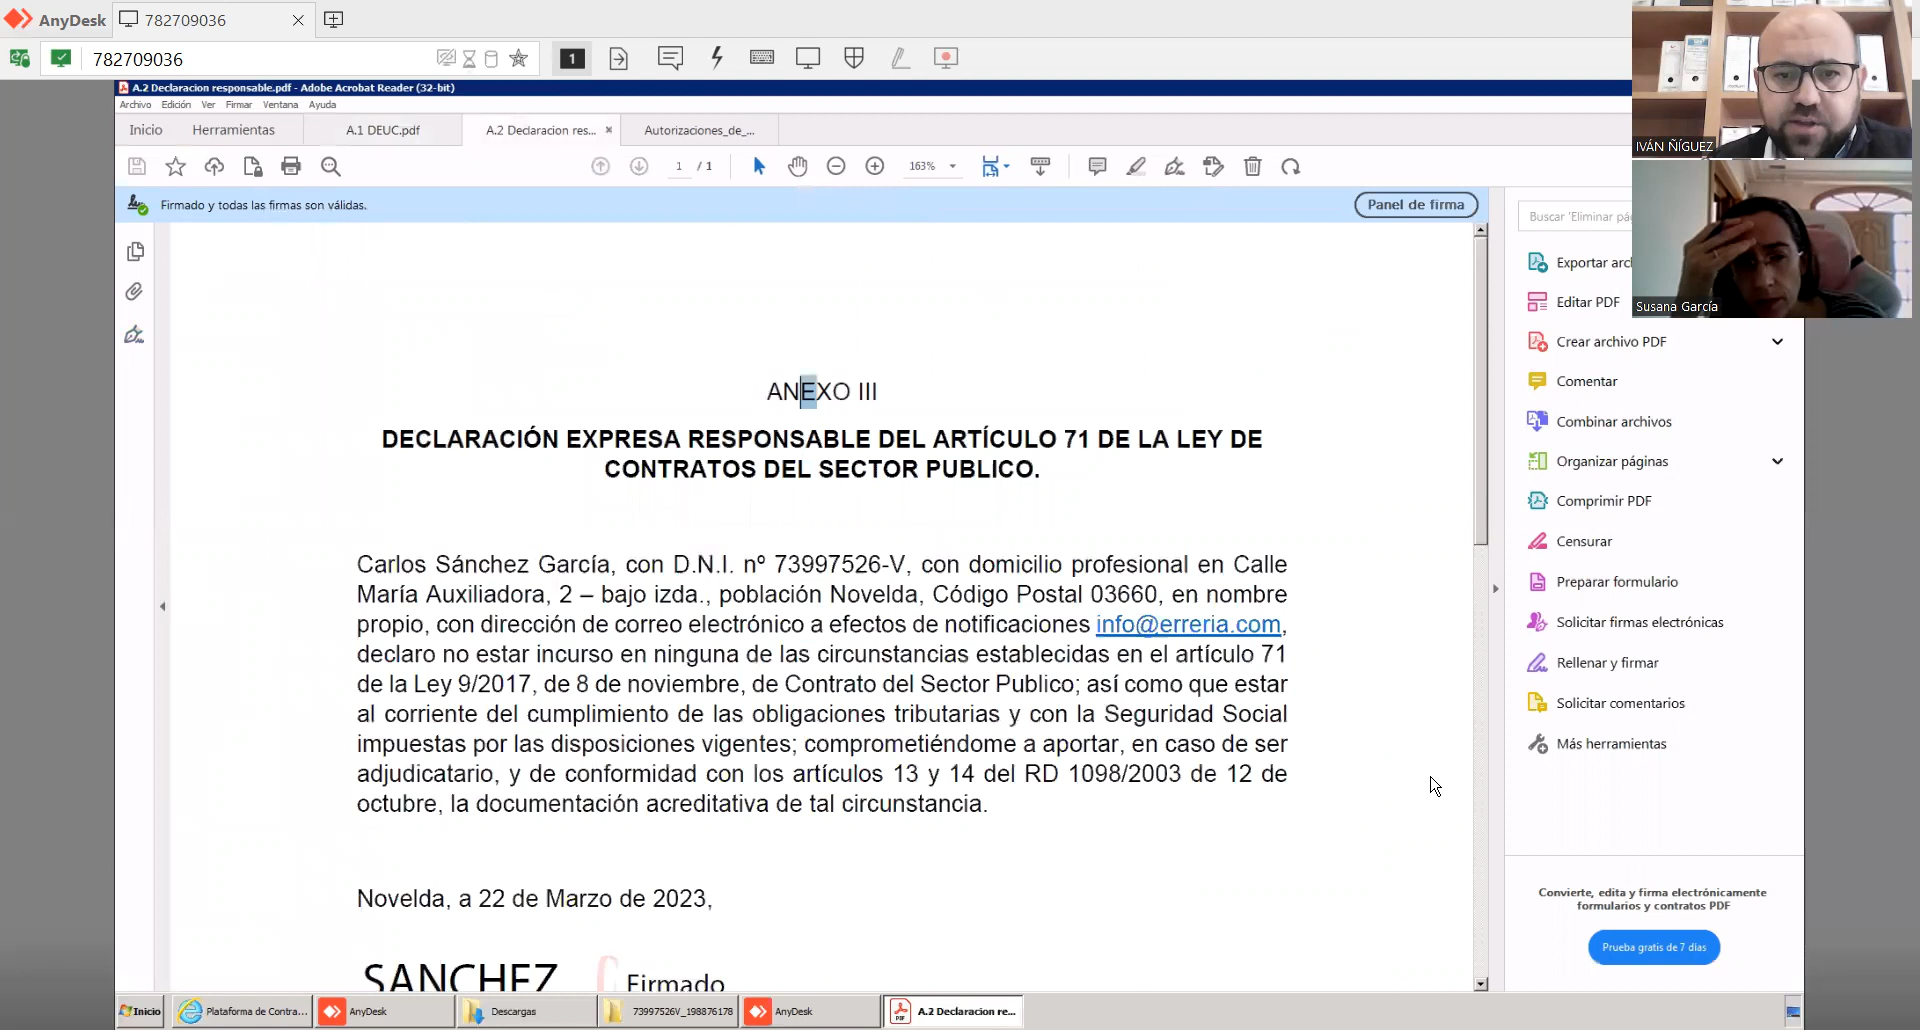 AnyDesk
782709036
782709036
1
A.2 Declaracion responsable.pdf - Adobe Acrobat Reader (32-bit)
Archivo Edición Ver Firmar Ventana Ayuda
Inicio Herramientas A.1 DEUC.pdf A.2 Declaracion res... Autorizaciones_de_...
1 / 1 163%
Firmado y todas las firmas son válidas.
Panel de firma
IVÁN ÑÍGUEZ
Susana García
Buscar 'Eliminar pá
Exportar arc
Editar PDF
Crear archivo PDF
Comentar
Combinar archivos
Organizar páginas
Comprimir PDF
Censurar
Preparar formulario
Solicitar firmas electrónicas
Rellenar y firmar
Solicitar comentarios
Más herramientas
Convierte, edita y firma electrónicamente
formularios y contratos PDF
Prueba gratis de 7 días
ANEXO III
DECLARACIÓN EXPRESA RESPONSABLE DEL ARTÍCULO 71 DE LA LEY DE
CONTRATOS DEL SECTOR PUBLICO.
Carlos Sánchez García, con D.N.I. nº 73997526-V, con domicilio profesional en Calle
María Auxiliadora, 2 – bajo izda., población Novelda, Código Postal 03660, en nombre
propio, con dirección de correo electrónico a efectos de notificaciones info@erreria.com,
declaro no estar incurso en ninguna de las circunstancias establecidas en el artículo 71
de la Ley 9/2017, de 8 de noviembre, de Contrato del Sector Publico; así como que estar
al corriente del cumplimiento de las obligaciones tributarias y con la Seguridad Social
impuestas por las disposiciones vigentes; comprometiéndome a aportar, en caso de ser
adjudicatario, y de conformidad con los artículos 13 y 14 del RD 1098/2003 de 12 de
octubre, la documentación acreditativa de tal circunstancia.
Novelda, a 22 de Marzo de 2023,
SANCHEZ Firmado
Inicio Plataforma de Contra... AnyDesk Descargas 73997526V_198876178 AnyDesk A.2 Declaracion re...